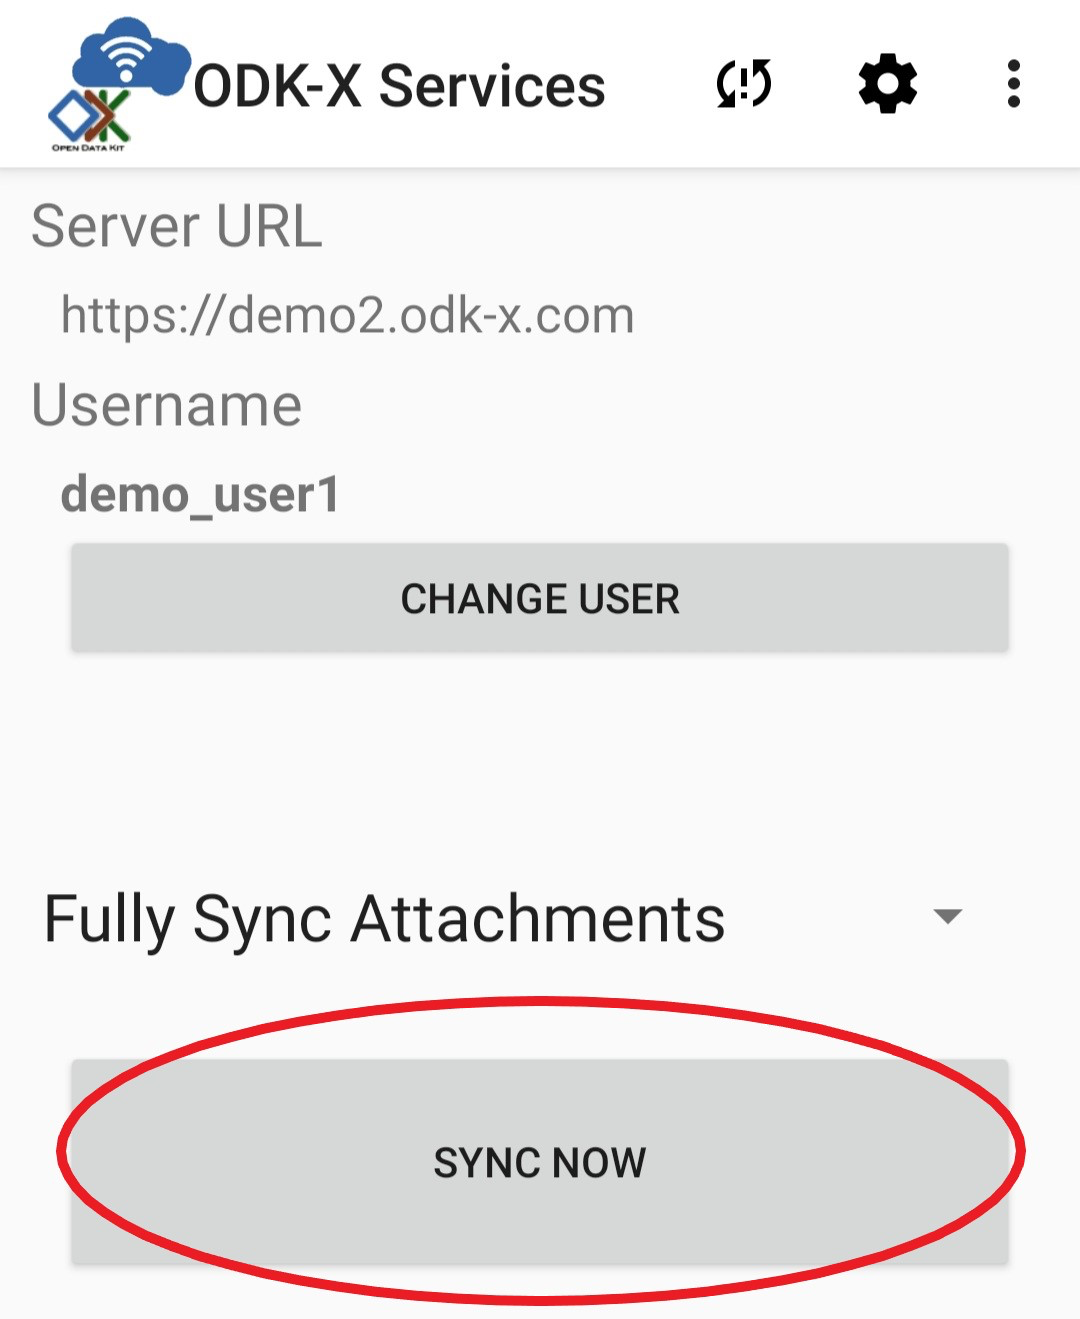 ODK-X Services
OPEN DATA KIT
Server URL
https://demo2.odk-x.com
Username
demo_user1
CHANGE USER
Fully Sync Attachments
SYNC NOW